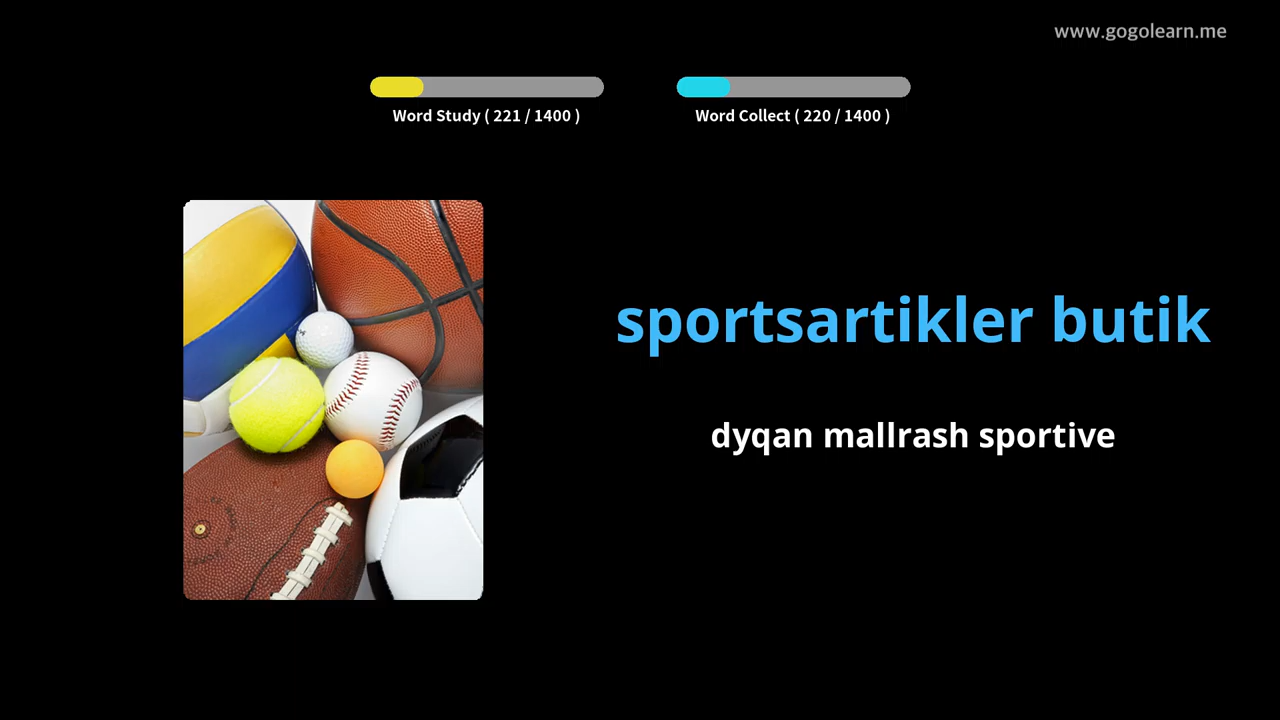 www.gogolearn.me
Word Study ( 221 / 1400 )
Word Collect ( 220 / 1400 )
sportsartikler butik
dyqan mallrash sportive